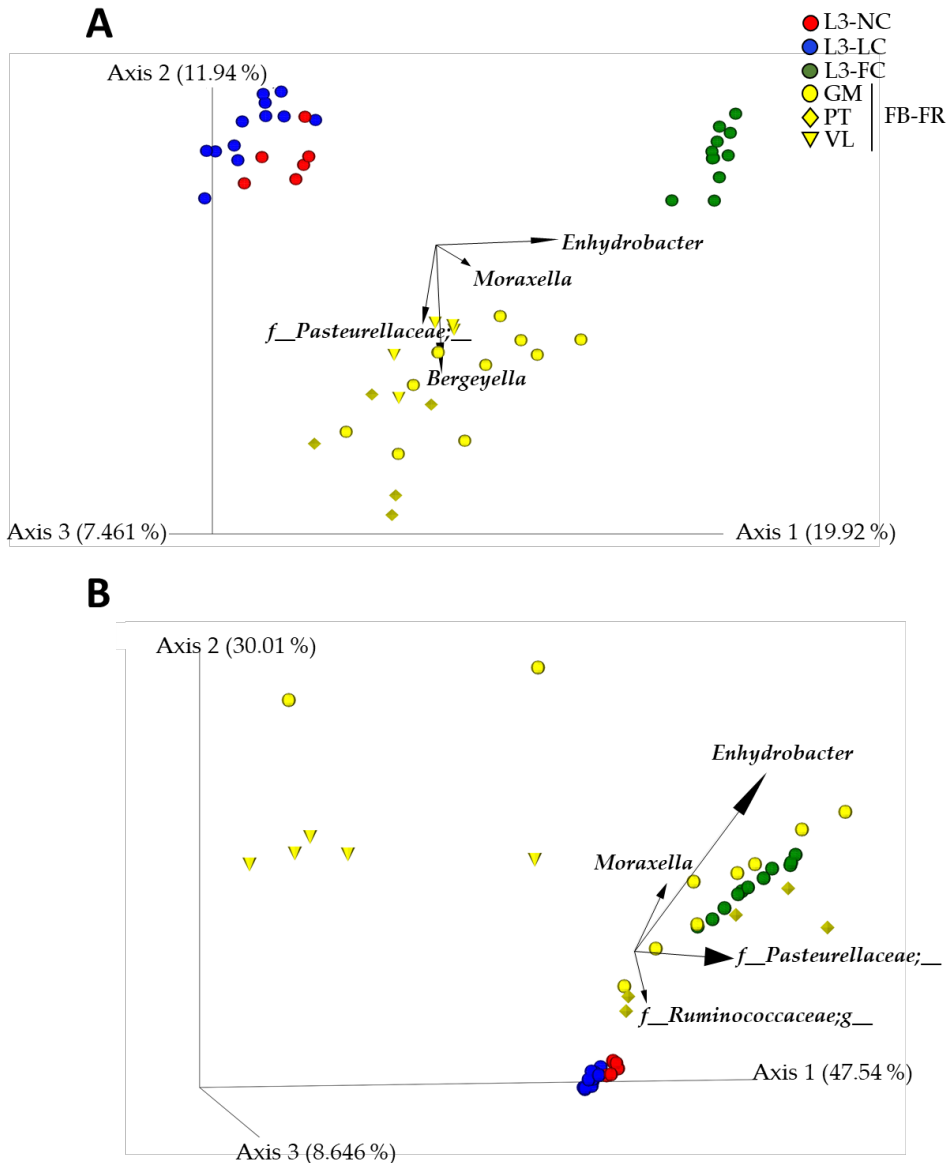 A
L3-NC
L3-LC
L3-FC
GM
PT
VL
FB-FR
Axis 2 (11.94 %)
Enhydrobacter
Moraxella
f__Pasteurellaceae;__
Bergeyella
Axis 3 (7.461 %)
Axis 1 (19.92 %)
B
Axis 2 (30.01 %)
Enhydrobacter
Moraxella
f__Pasteurellaceae;__
f__Ruminococcaceae;g__
Axis 1 (47.54 %)
Axis 3 (8.646 %)